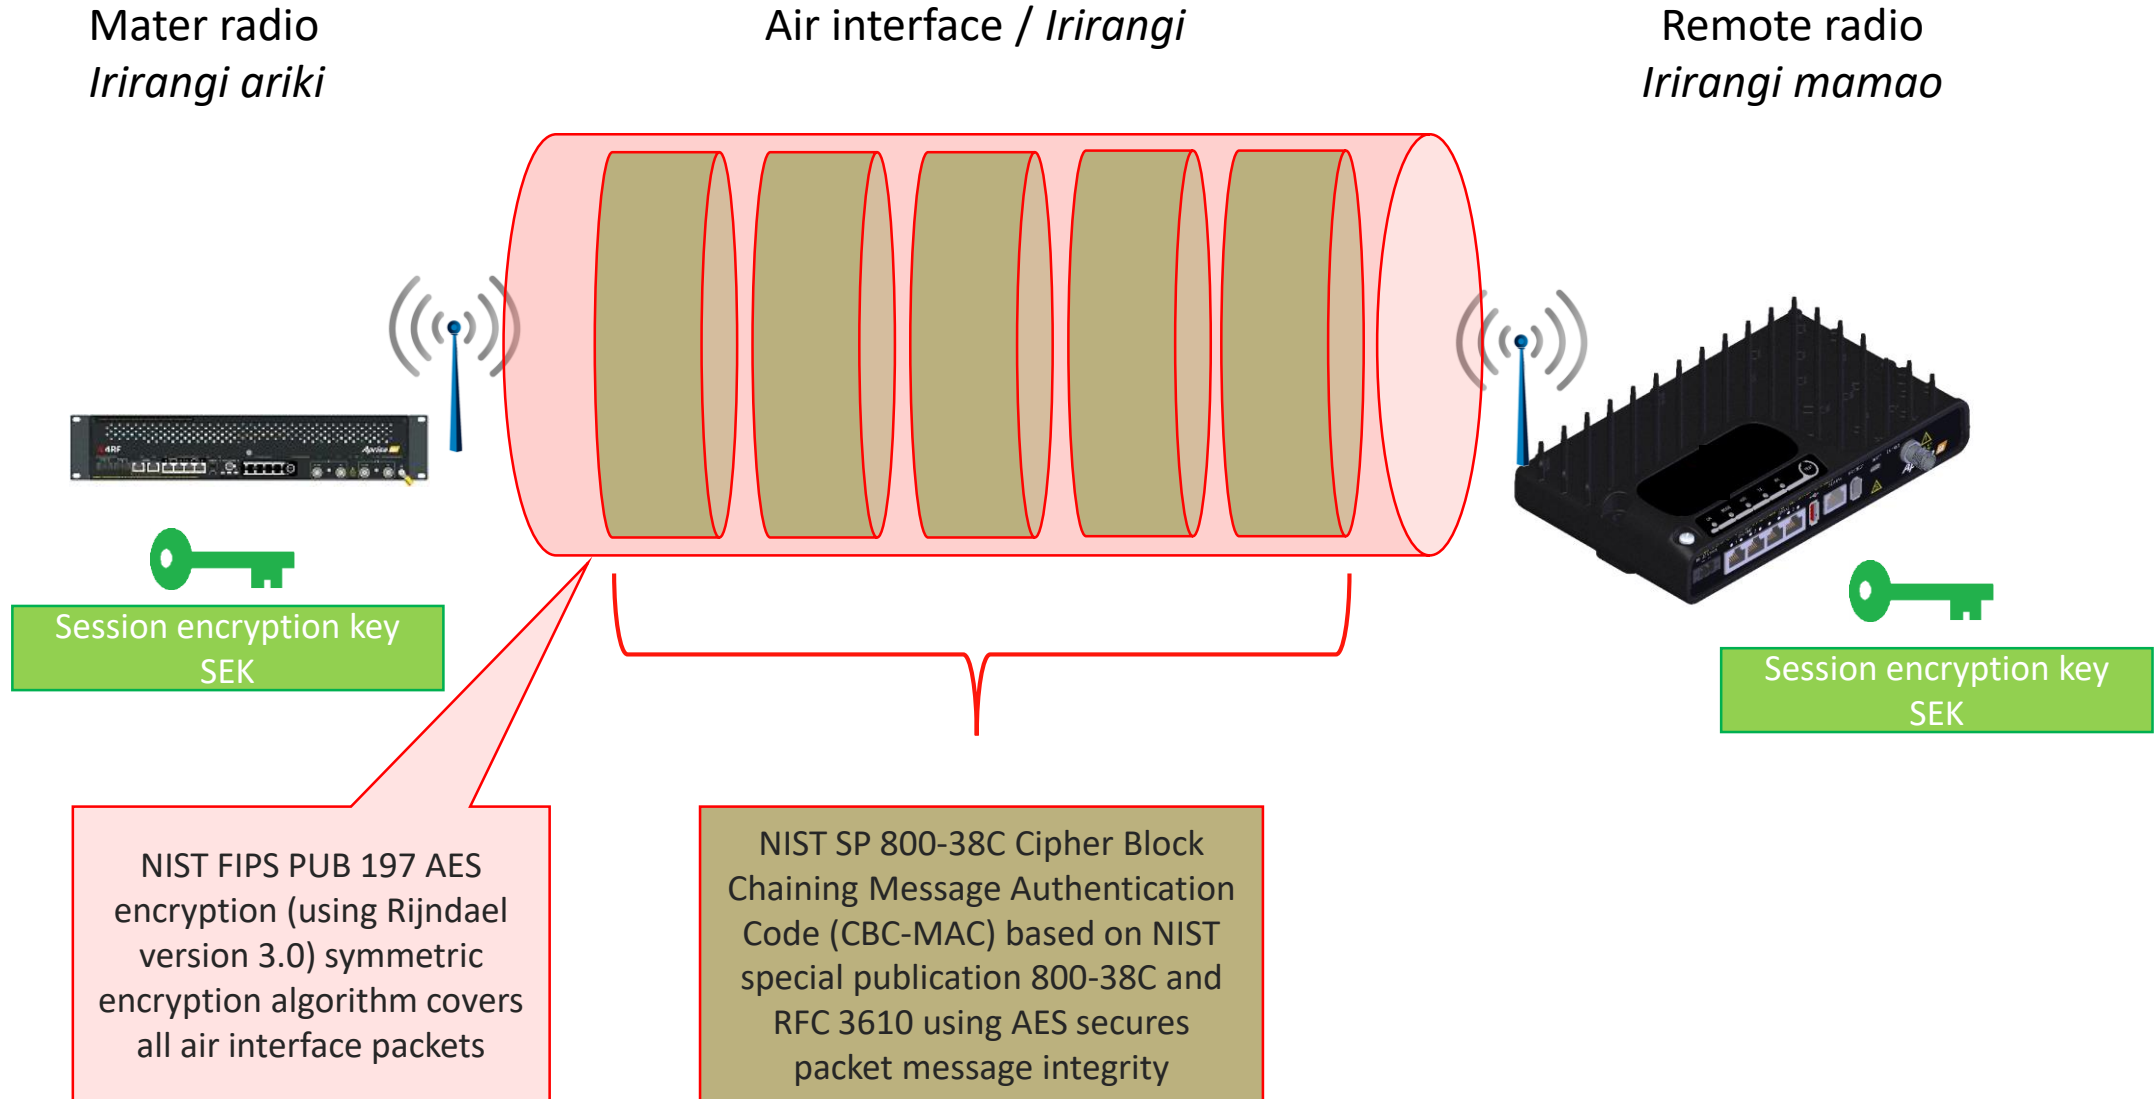 Mater radio
Irirangi ariki
Air interface / Irirangi
Remote radio
Irirangi mamao
4RF
Aprisa
Session encryption key
SEK
Session encryption key
SEK
NIST FIPS PUB 197 AES
encryption (using Rijndael
version 3.0) symmetric
encryption algorithm covers
all air interface packets
NIST SP 800-38C Cipher Block
Chaining Message Authentication
Code (CBC-MAC) based on NIST
special publication 800-38C and
RFC 3610 using AES secures
packet message integrity